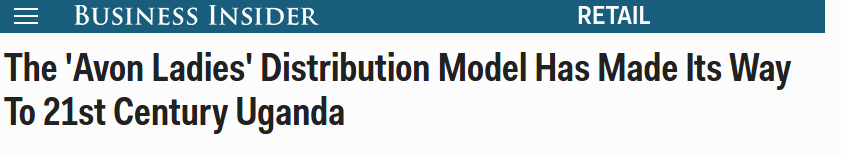 BUSINESS INSIDER RETAIL
The 'Avon Ladies' Distribution Model Has Made Its Way
To 21st Century Uganda